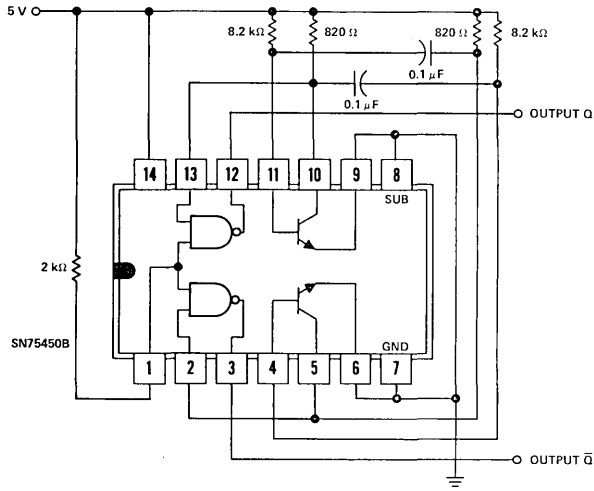 5 V
8.2 kΩ
820 Ω
820 Ω
8.2 kΩ
0.1 μF
0.1 μF
OUTPUT Q
14
13
12
11
10
9
8
SUB
2 kΩ
SN75450B
GND
1
2
3
4
5
6
7
OUTPUT Q̅